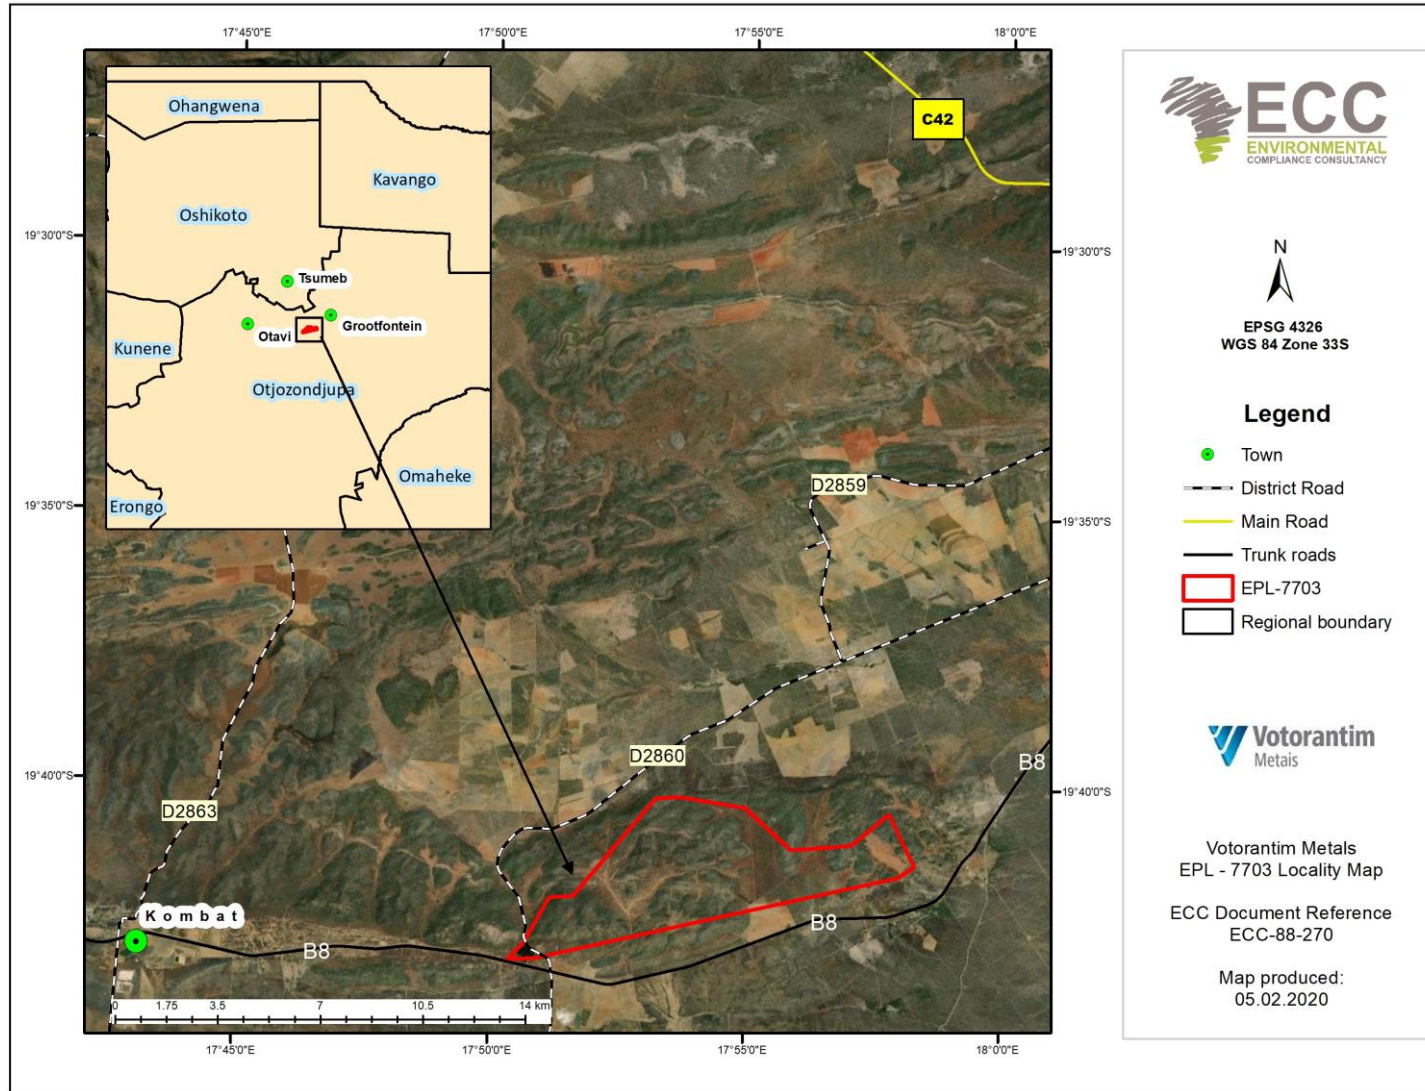 17°45'0"E
17°50'0"E
17°55'0"E
18°0'0"E
Ohangwena
Kavango
Oshikoto
Tsumeb
Grootfontein
Otavi
Kunene
Otjozondjupa
Omaheke
Erongo
19°30'0"S
19°35'0"S
19°40'0"S
C42
19°30'0"S
19°35'0"S
19°40'0"S
D2859
D2860
D2863
B8
Kombat
B8
B8
0 1.75 3.5 7 10.5 14 km
17°45'0"E
17°50'0"E
17°55'0"E
18°0'0"E
ECC
ENVIRONMENTAL
COMPLIANCE CONSULTANCY
N
EPSG 4326
WGS 84 Zone 33S
Legend
Town
District Road
Main Road
Trunk roads
EPL-7703
Regional boundary
Votorantim
Metais
Votorantim Metals
EPL - 7703 Locality Map
ECC Document Reference
ECC-88-270
Map produced:
05.02.2020